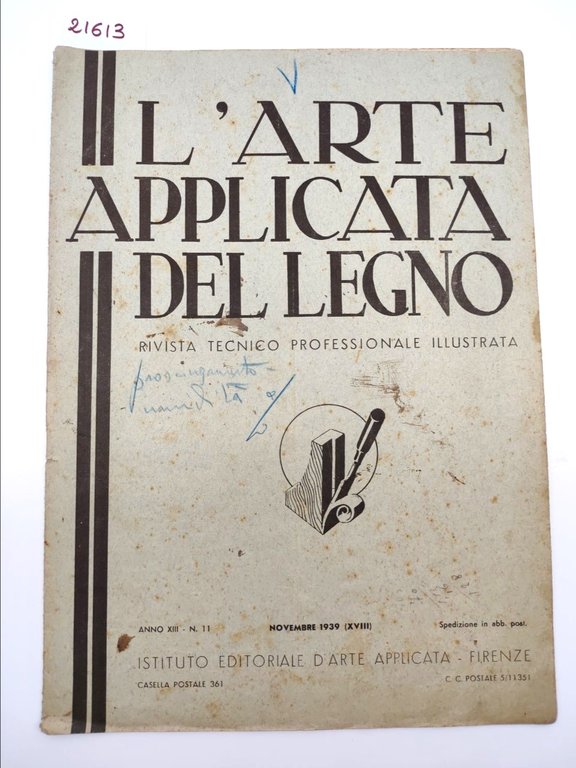 21613
V
L'ARTE
APPLICATA
DEL LEGNO
RIVISTA TECNICO PROFESSIONALE ILLUSTRATA
ANNO XIII - N. 11 NOVEMBRE 1939 (XVIII) Spedizione in abb. post.
ISTITUTO EDITORIALE D'ARTE APPLICATA - FIRENZE
CASELLA POSTALE 361 C. C. POSTALE 5/11351